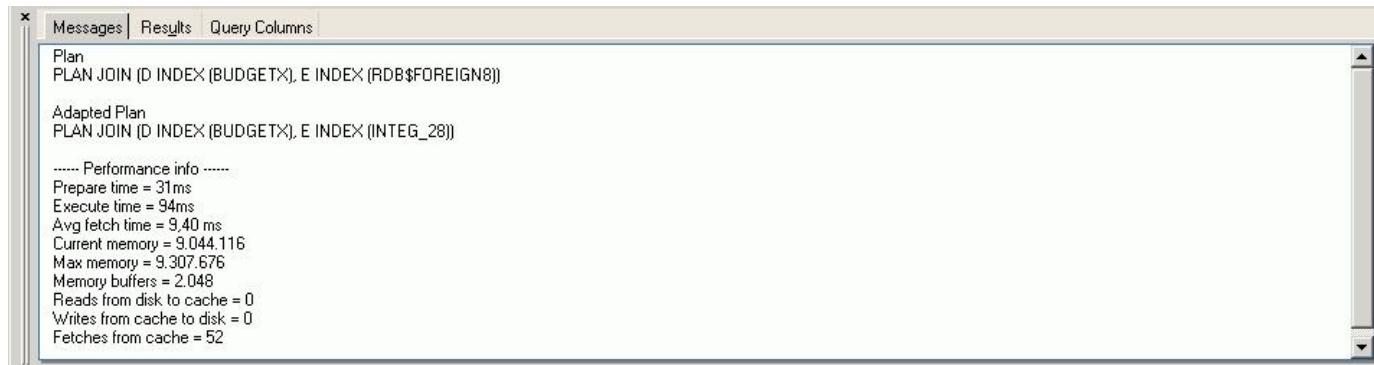 Messages Results Query Columns
Plan
PLAN JOIN (D INDEX (BUDGETX), E INDEX (RDB$FOREIGN8))
Adapted Plan
PLAN JOIN (D INDEX (BUDGETX), E INDEX (INTEG_28))
------ Performance info ------
Prepare time = 31ms
Execute time = 94ms
Avg fetch time = 9,40 ms
Current memory = 9.044.116
Max memory = 9.307.676
Memory buffers = 2.048
Reads from disk to cache = 0
Writes from cache to disk = 0
Fetches from cache = 52